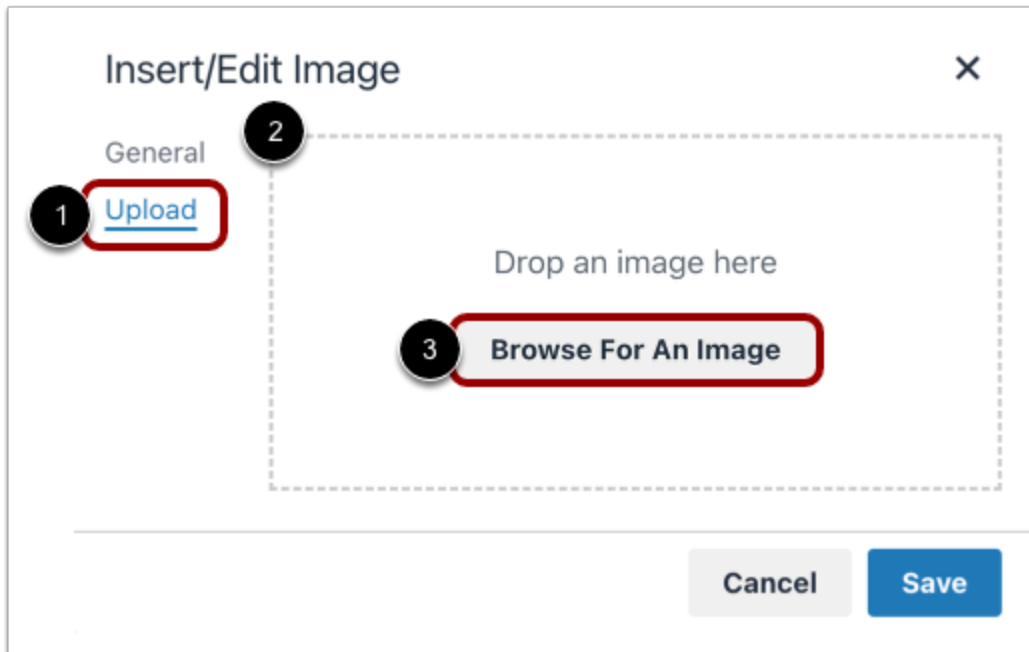 Insert/Edit Image
2
General
1
Upload
Drop an image here
3
Browse For An Image
Cancel
Save